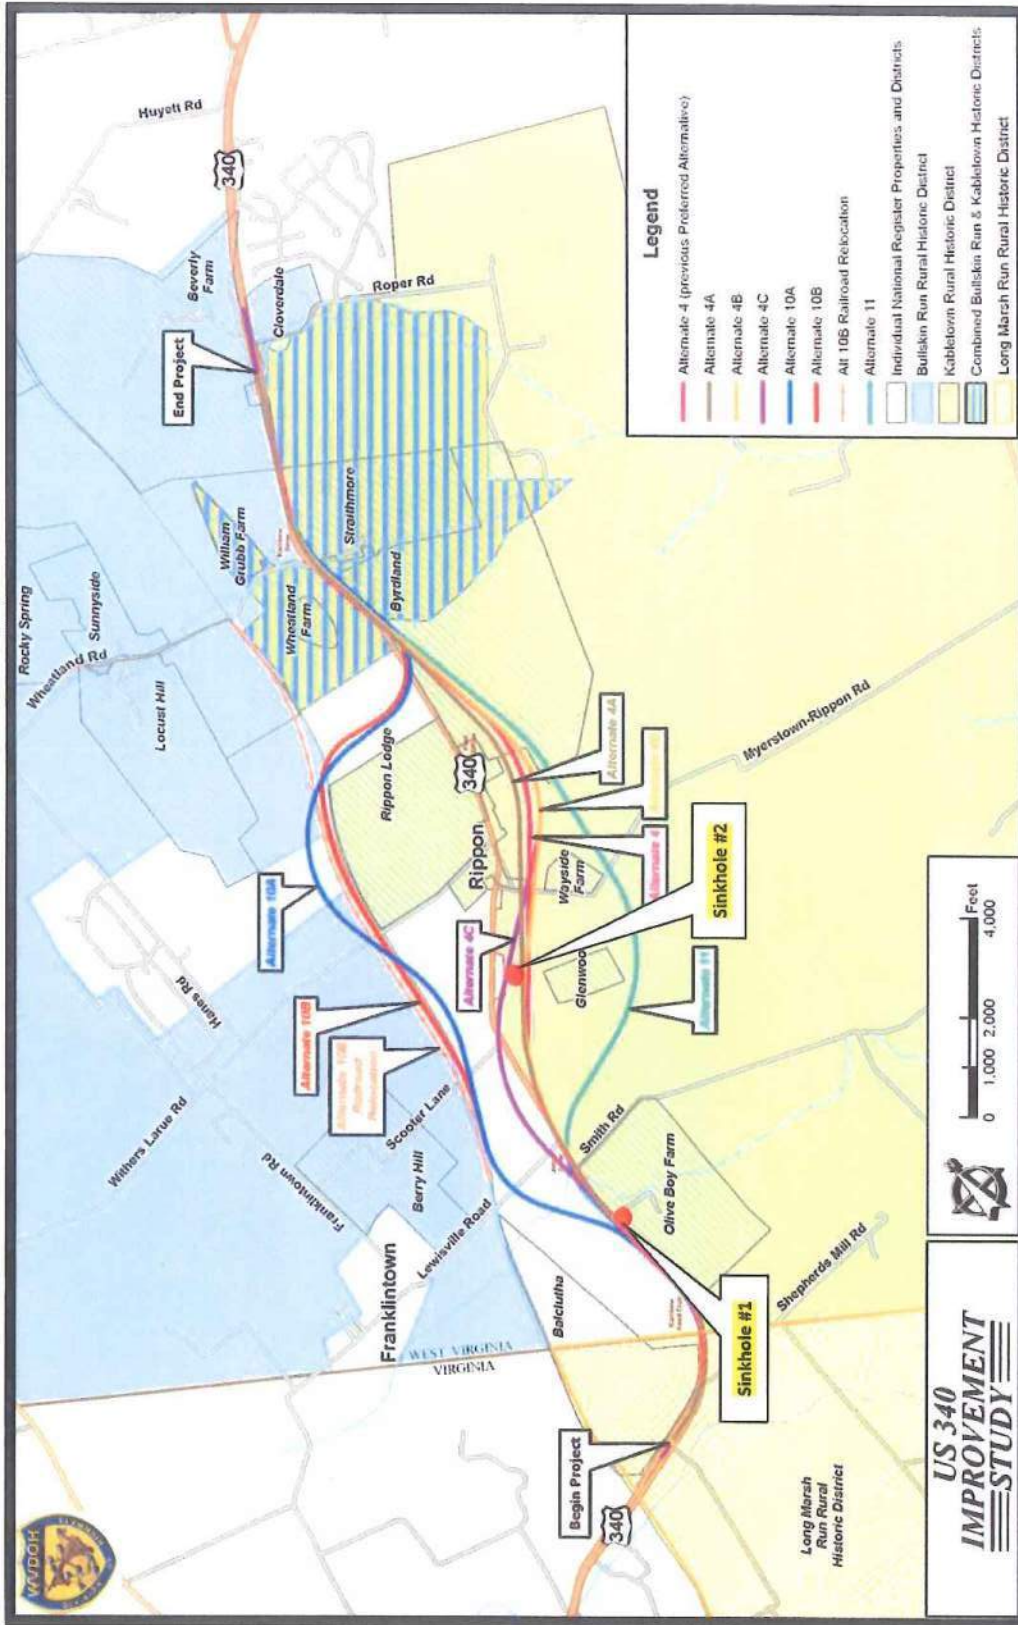 WVDOH
Rocky Spring
Wheatland Rd
Sunnyside
Locust Hill
Huyett Rd
340
Beverly
Farm
Cloverdale
Roper Rd
End Project
William
Grubb Farm
Wheatland
Farm
Straithmore
Byrdland
Rippon Lodge
340
Rippon
Wayside
Farm
Glenwoo
Myerstown-Rippon Rd
Alternate 4A
Alternate 4
Sinkhole #2
Alternate 4C
Alternate 11
Alternate 10A
Alternate 10B
Alternate 10B
Railroad
Relocation
Hanes Rd
Withers Larue Rd
Franklintown Rd
Scooter Lane
Berry Hill
Lewisville Road
Franklintown
WEST VIRGINIA
VIRGINIA
Balclutha
Smith Rd
Olive Boy Farm
Shepherds Mill Rd
Sinkhole #1
Begin Project
340
Long Marsh
Run Rural
Historic District
Legend
Alternate 4 (previous Preferred Alternative)
Alternate 4A
Alternate 4B
Alternate 4C
Alternate 10A
Alternate 10B
Alt 10B Railroad Relocation
Alternate 11
Individual National Register Properties and Districts
Bullskin Run Rural Historic District
Kabletown Rural Historic District
Combined Bullskin Run & Kabletown Historic Districts
Long Marsh Run Rural Historic District
0 1,000 2,000 4,000
Feet
US 340
IMPROVEMENT
STUDY